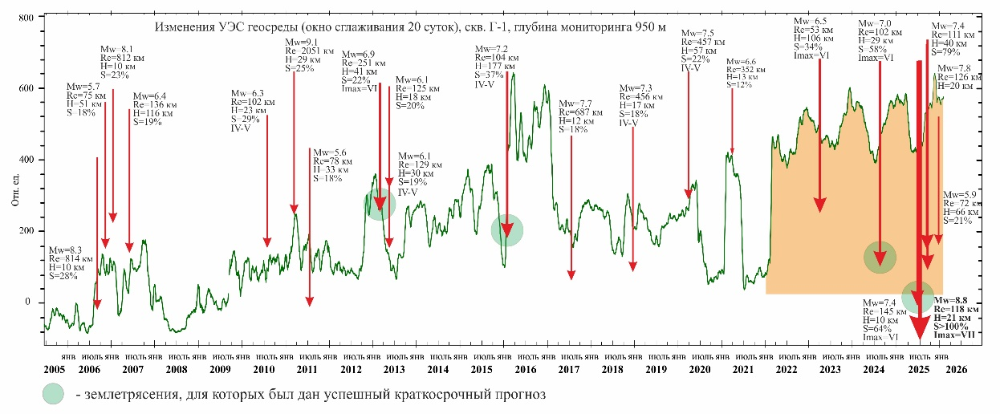 Изменения УЭС геосреды (окно сглаживания 20 суток), скв. Г-1, глубина мониторинга 950 м
Отн. ед.
800
600
400
200
0
Mw=8.3
Re=814 км
H=10 км
S=28%
Mw=5.7
Re=75 км
H=51 км
S=18%
Mw=8.1
Re=812 км
H=10 км
S=23%
Mw=6.4
Re=136 км
H=116 км
S=19%
Mw=6.3
Re=102 км
H=23 км
S=29%
IV-V
Mw=9.1
Re=2051 км
H=29 км
S=25%
Mw=5.6
Re=78 км
H=33 км
S=18%
Mw=6.9
Re=251 км
H=41 км
S=22%
Imax=VI
Mw=6.1
Re=125 км
H=18 км
S=20%
Mw=6.1
Re=129 км
H=30 км
S=19%
IV-V
Mw=7.2
Re=104 км
H=177 км
S=37%
IV-V
Mw=7.7
Re=687 км
H=12 км
S=18%
Mw=7.3
Re=456 км
H=17 км
S=18%
IV-V
Mw=7.5
Re=457 км
H=57 км
S=22%
IV-V
Mw=6.6
Re=352 км
H=13 км
S=12%
Mw=6.5
Re=53 км
H=106 км
S=34%
Imax=VI
Mw=7.0
Re=102 км
H=29 км
S=58%
Imax=VI
Mw=7.4
Re=111 км
H=40 км
S=79%
Mw=7.8
Re=126 км
H=20 км
Mw=5.9
Re=72 км
H=66 км
S=21%
Mw=7.4
Re=145 км
H=10 км
S=64%
Imax=VI
Mw=8.8
Re=118 км
H=21 км
S>100%
Imax=VII
янв июль янв июль янв июль янв июль янв июль янв июль янв июль янв июль янв июль янв июль янв июль янв июль янв июль янв июль янв июль янв июль янв июль янв июль янв июль янв июль янв
2005 2006 2007 2008 2009 2010 2011 2012 2013 2014 2015 2016 2017 2018 2019 2020 2021 2022 2023 2024 2025 2026
- землетрясения, для которых был дан успешный краткосрочный прогноз